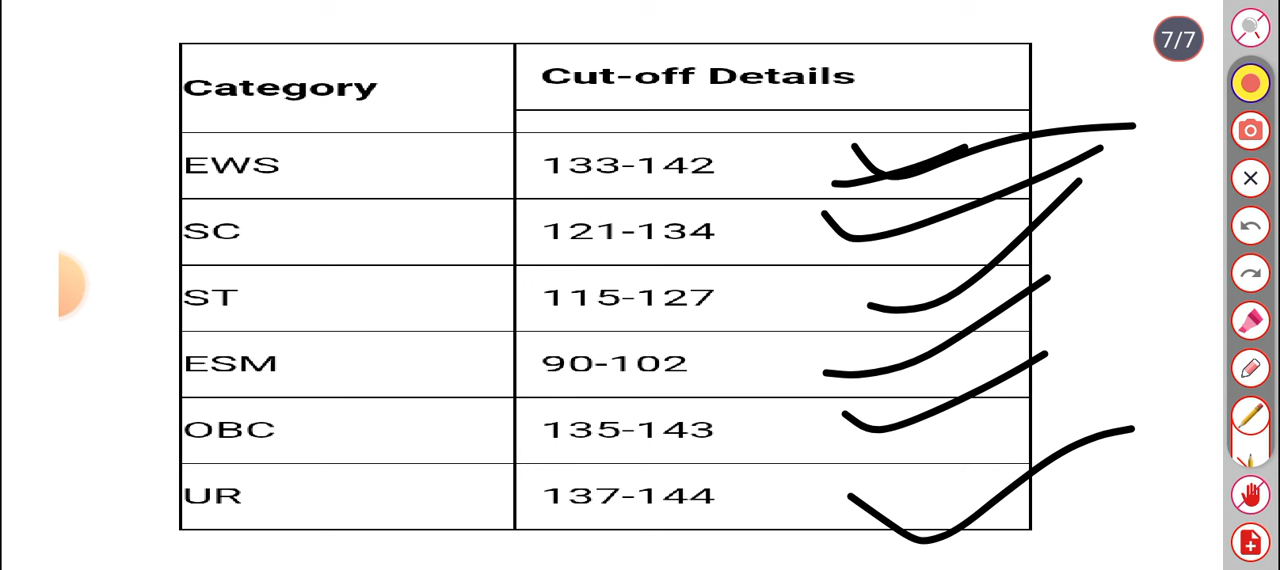 7/7
Category Cut-off Details
EWS 133-142
SC 121-134
ST 115-127
ESM 90-102
OBC 135-143
UR 137-144